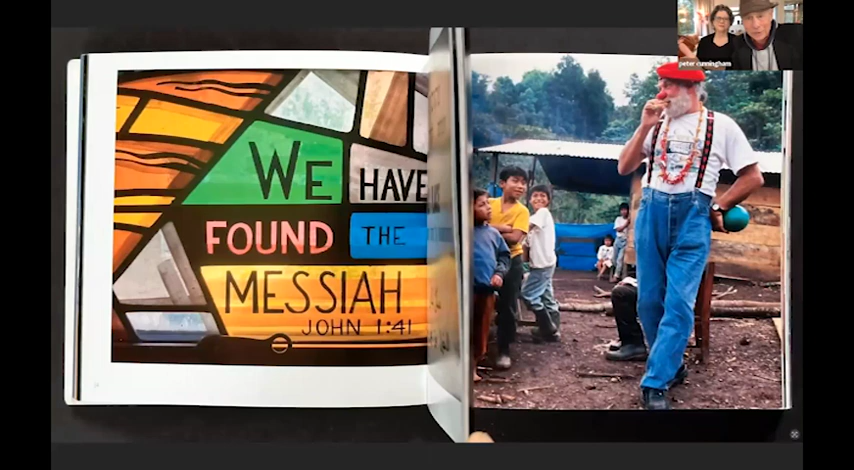 peter cunningham
WE
HAVE
FOUND THE
MESSIAH
JOHN 1:41